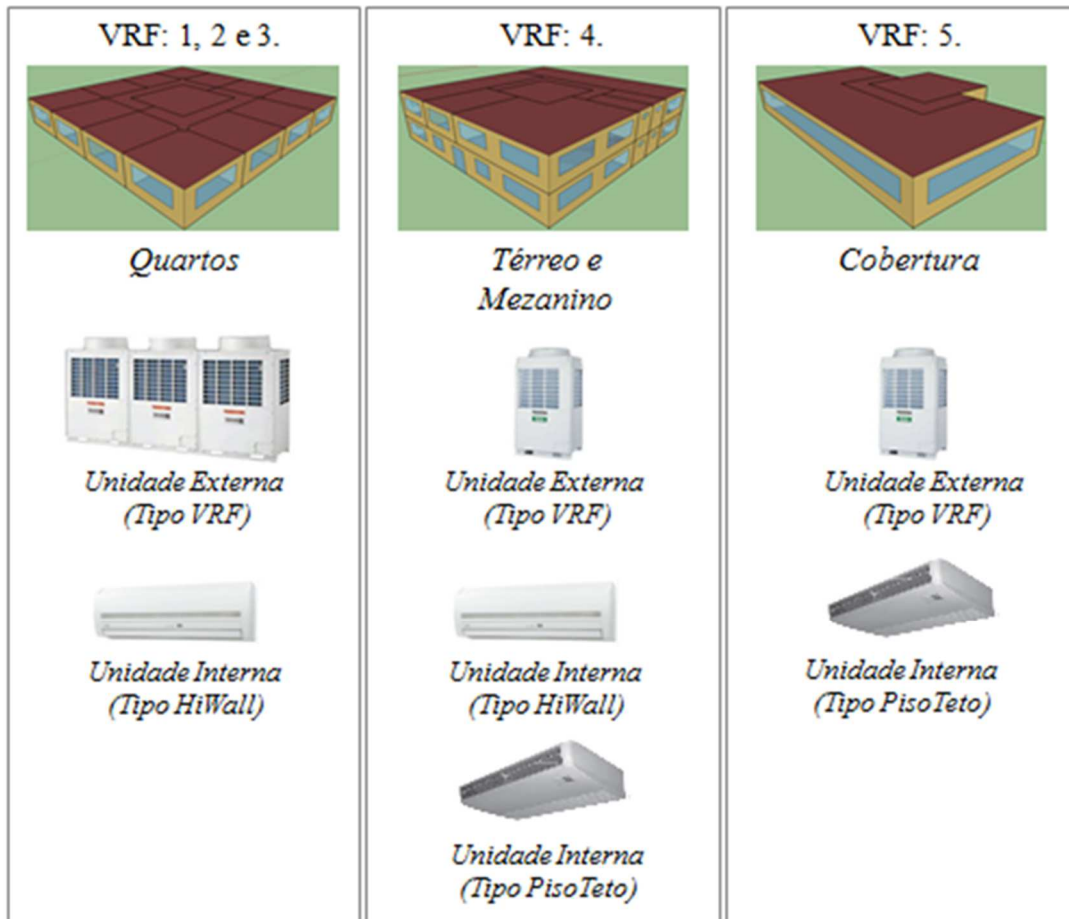 VRF: 1, 2 e 3.
Quartos
Unidade Externa
(Tipo VRF)
Unidade Interna
(Tipo HiWall)
VRF: 4.
Térreo e
Mezanino
Unidade Externa
(Tipo VRF)
Unidade Interna
(Tipo HiWall)
Unidade Interna
(Tipo PisoTeto)
VRF: 5.
Cobertura
Unidade Externa
(Tipo VRF)
Unidade Interna
(Tipo PisoTeto)